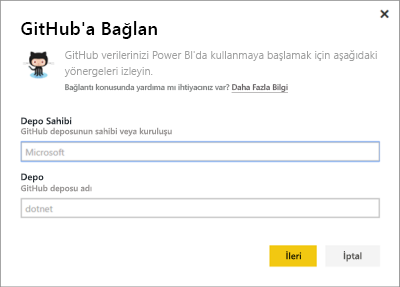 GitHub'a Bağlan
GitHub verilerinizi Power BI'da kullanmaya başlamak için aşağıdaki
yönergeleri izleyin.
Bağlantı konusunda yardıma mı ihtiyacınız var? Daha Fazla Bilgi
Depo Sahibi
GitHub deposunun sahibi veya kuruluşu
Microsoft
Depo
GitHub deposu adı
dotnet
İleri
İptal